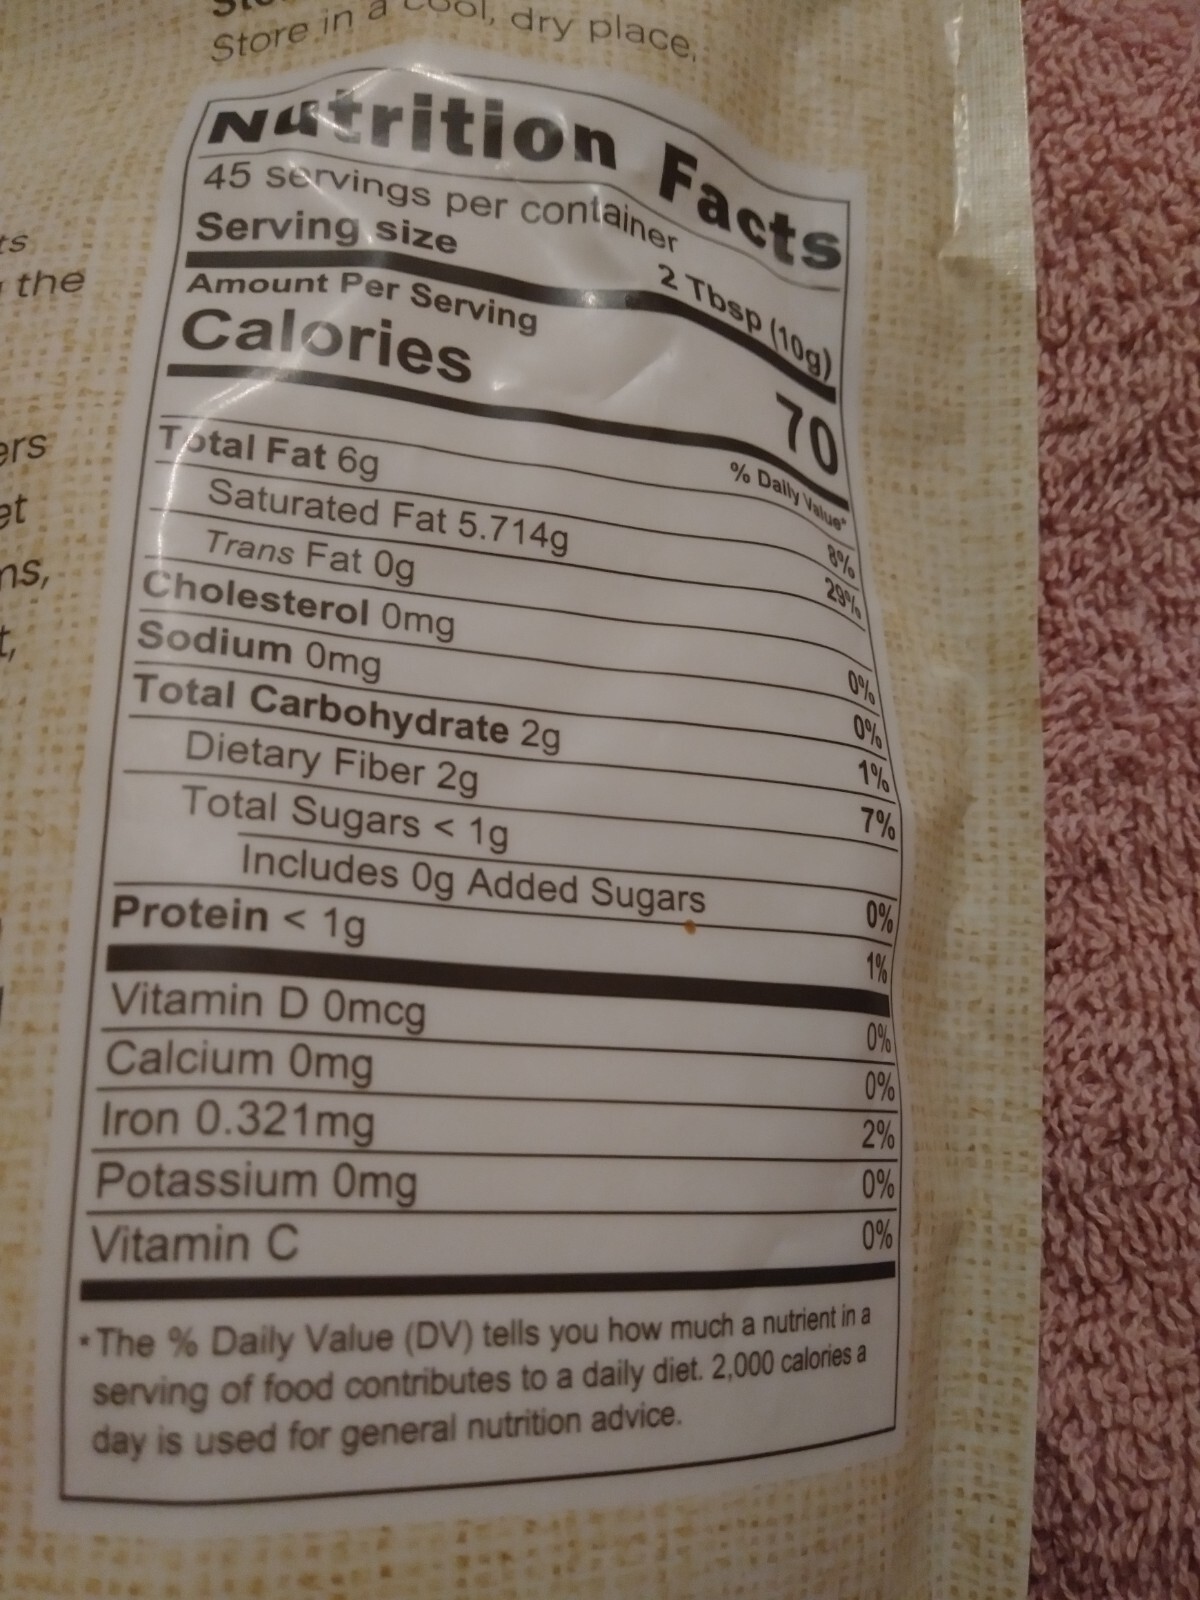 Store in a cool, dry place,
ts
the
ers
et
ns,
t,
Nutrition Facts
45 servings per container
Serving size 2 Tbsp (10g)
Amount Per Serving
Calories 70
% Daily Value*
Total Fat 6g 8%
Saturated Fat 5.714g 29%
Trans Fat 0g
Cholesterol 0mg 0%
Sodium 0mg 0%
Total Carbohydrate 2g 1%
Dietary Fiber 2g 7%
Total Sugars < 1g
Includes 0g Added Sugars 0%
Protein < 1g 1%
Vitamin D 0mcg 0%
Calcium 0mg 0%
Iron 0.321mg 2%
Potassium 0mg 0%
Vitamin C 0%
*The % Daily Value (DV) tells you how much a nutrient in a
serving of food contributes to a daily diet. 2,000 calories a
day is used for general nutrition advice.